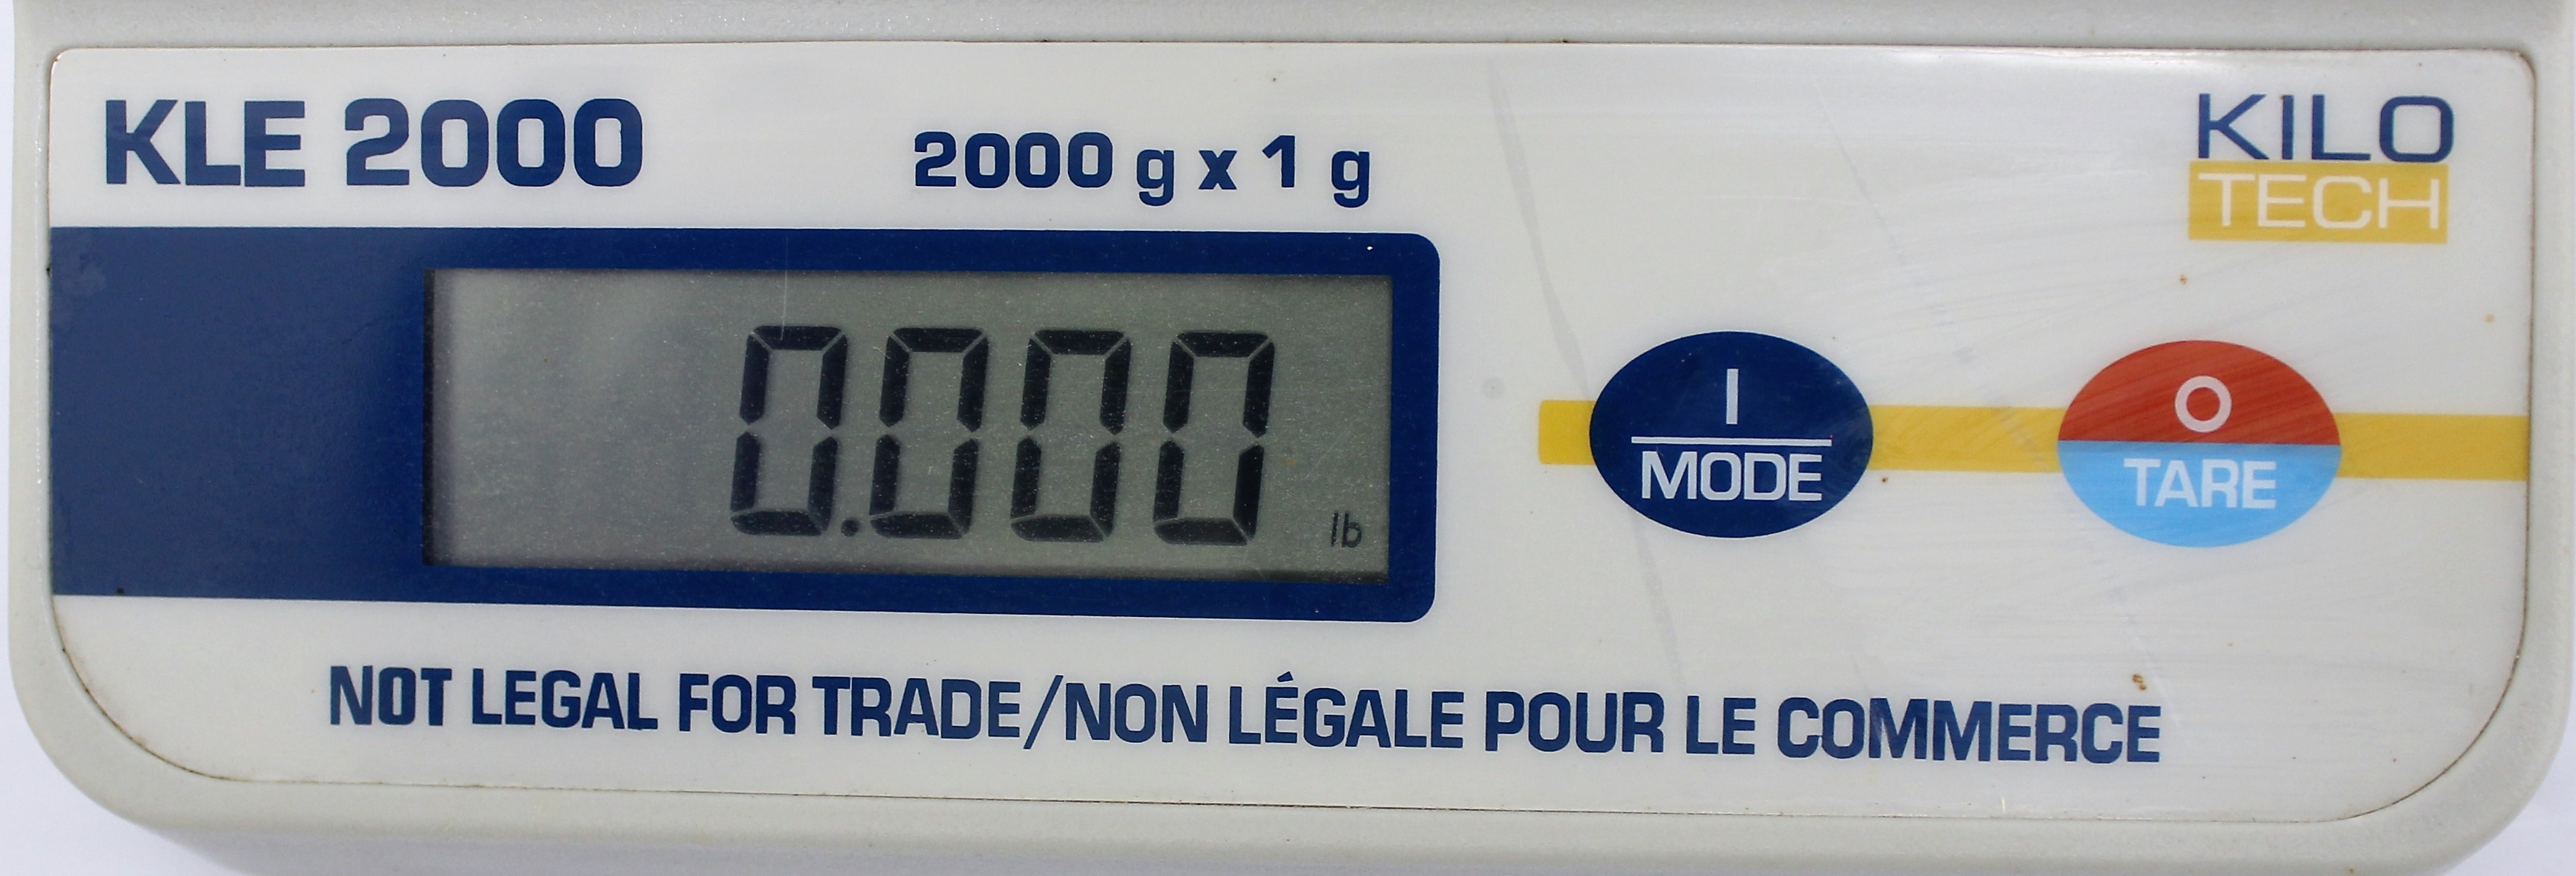 KLE 2000
2000 g x 1 g
KILO
TECH
0.000
lb
I
MODE
O
TARE
NOT LEGAL FOR TRADE/NON LÉGALE POUR LE COMMERCE